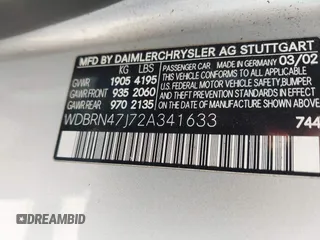 MFD BY DAIMLERCHRYSLER AG STUTTGART
KG LBS MADE IN GERMANY 03/02
GVWR 1905 4195 PASSENGER CAR
GAWR FRONT 935 2060 THIS VEHICLE CONFORMS TO ALL APPLICABLE
GAWR REAR 970 2135 U.S. FEDERAL MOTOR VEHICLE SAFETY
BUMPER AND THEFT PREVENTION STANDARDS
IN EFFECT ON THE DATE OF MANUFACTURE
SHOWN ABOVE
WDBRN47J72A341633 744
© DREAMBID
DREAMBID.COM